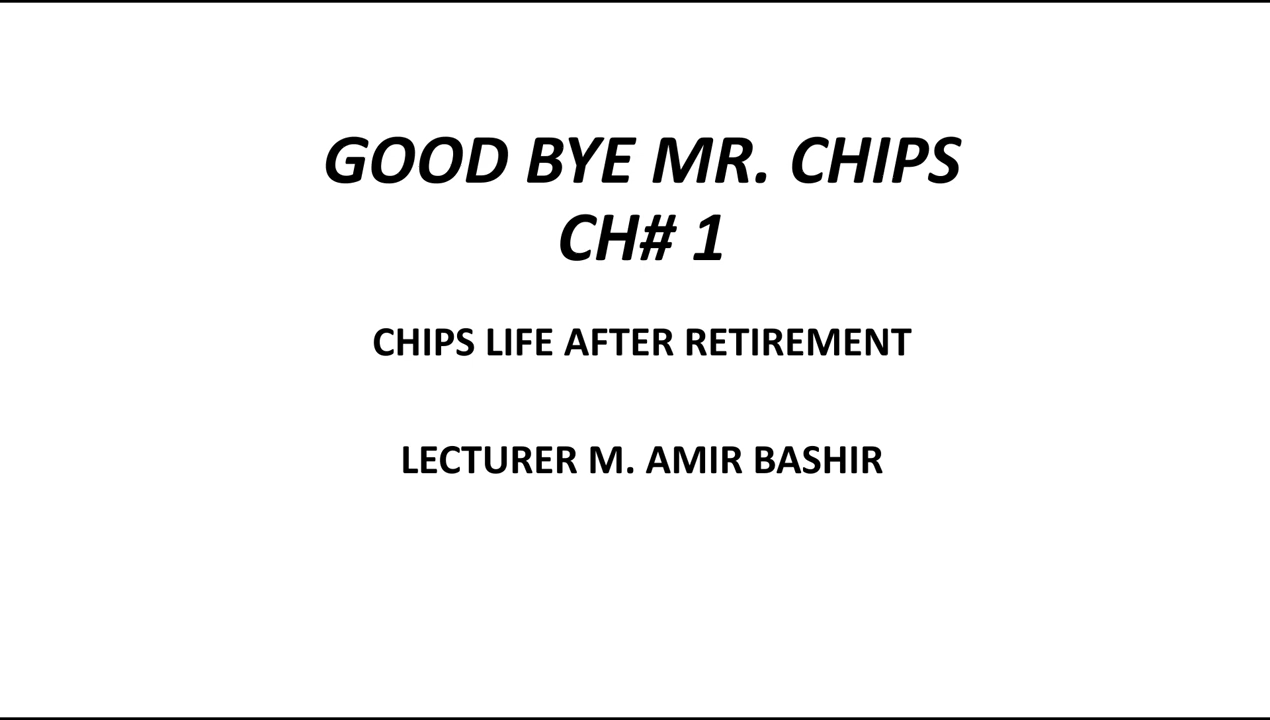 GOOD BYE MR. CHIPS
CH# 1
CHIPS LIFE AFTER RETIREMENT
LECTURER M. AMIR BASHIR